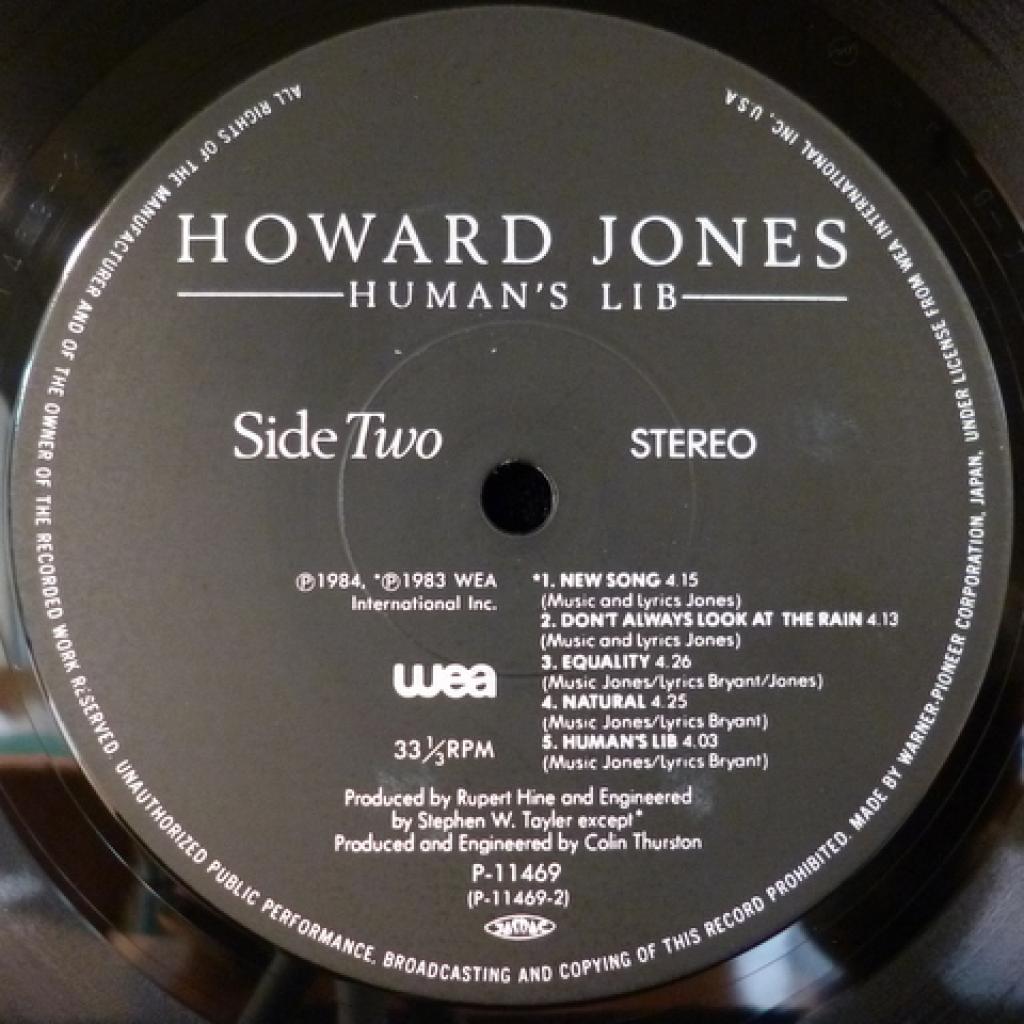 HOWARD JONES
HUMAN'S LIB
Side Two
STEREO
℗1984, *℗1983 WEA
International Inc.
wea
33 1/3 RPM
*1. NEW SONG 4.15
(Music and Lyrics Jones)
2. DON'T ALWAYS LOOK AT THE RAIN 4.13
(Music and Lyrics Jones)
3. EQUALITY 4.26
(Music Jones/Lyrics Bryant/Jones)
4. NATURAL 4.25
(Music Jones/Lyrics Bryant)
5. HUMAN'S LIB 4.03
(Music Jones/Lyrics Bryant)
Produced by Rupert Hine and Engineered
by Stephen W. Tayler except*
Produced and Engineered by Colin Thurston
P-11469
(P-11469-2)
ALL RIGHTS OF THE MANUFACTURER AND OF THE OWNER OF THE RECORDED WORK RESERVED. UNAUTHORIZED PUBLIC PERFORMANCE, BROADCASTING AND COPYING OF THIS RECORD PROHIBITED. MADE BY WARNER-PIONEER CORPORATION, JAPAN, UNDER LICENSE FROM WEA INTERNATIONAL INC., U.S.A